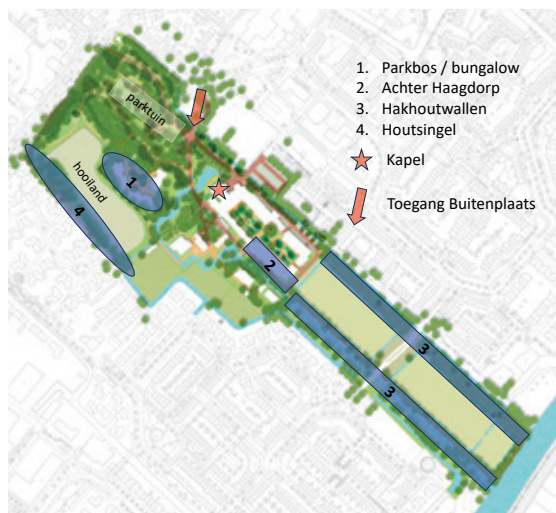 1. Parkbos / bungalow
2. Achter Haagdorp
3. Hakhoutwallen
4. Houtsingel
Kapel
Toegang Buitenplaats
parktuin
hooiland
1
4
2
3
3